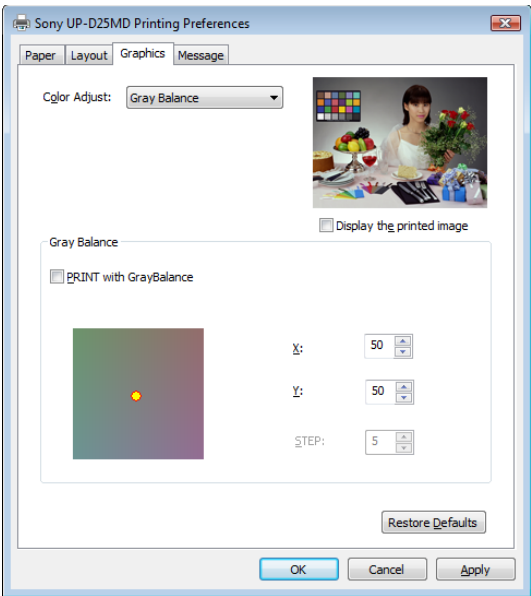 Sony UP-D25MD Printing Preferences
Paper Layout Graphics Message
Color Adjust: Gray Balance
Display the printed image
Gray Balance
PRINT with GrayBalance
X: 50
Y: 50
STEP: 5
Restore Defaults
OK Cancel Apply